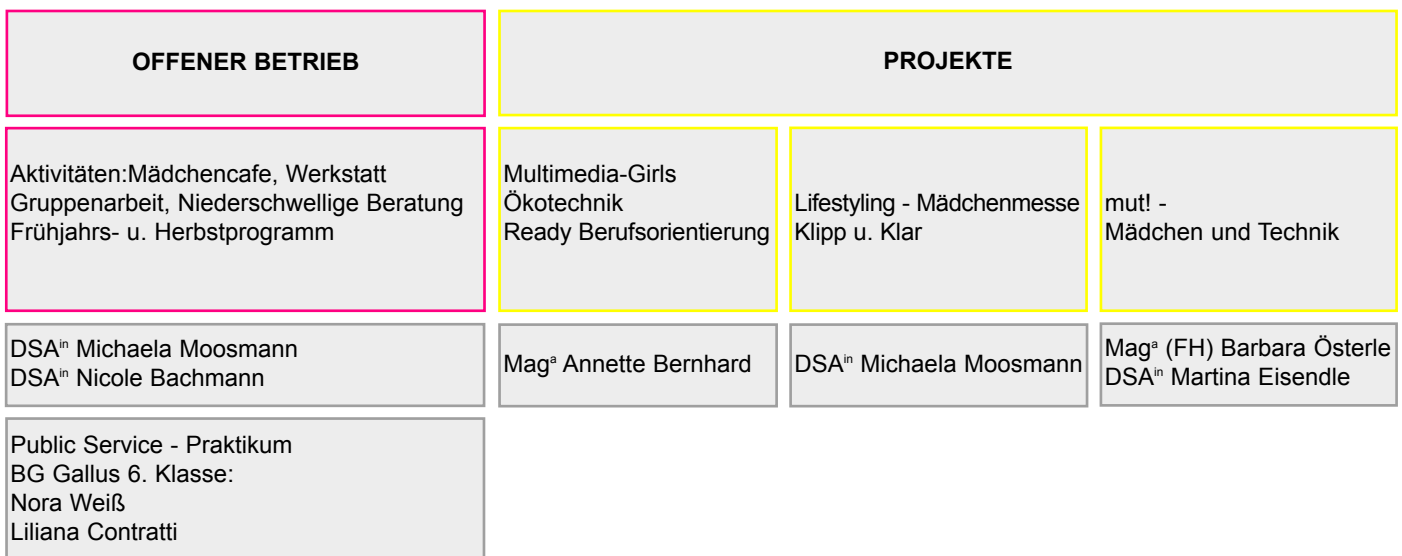 OFFENER BETRIEB
PROJEKTE
Aktivitäten:Mädchencafe, Werkstatt
Gruppenarbeit, Niederschwellige Beratung
Frühjahrs- u. Herbstprogramm
Multimedia-Girls
Ökotechnik
Ready Berufsorientierung
Lifestyling - Mädchenmesse
Klipp u. Klar
mut! -
Mädchen und Technik
DSAⁱⁿ Michaela Moosmann
DSAⁱⁿ Nicole Bachmann
Magᵃ Annette Bernhard
DSAⁱⁿ Michaela Moosmann
Magᵃ (FH) Barbara Österle
DSAⁱⁿ Martina Eisendle
Public Service - Praktikum
BG Gallus 6. Klasse:
Nora Weiß
Liliana Contratti